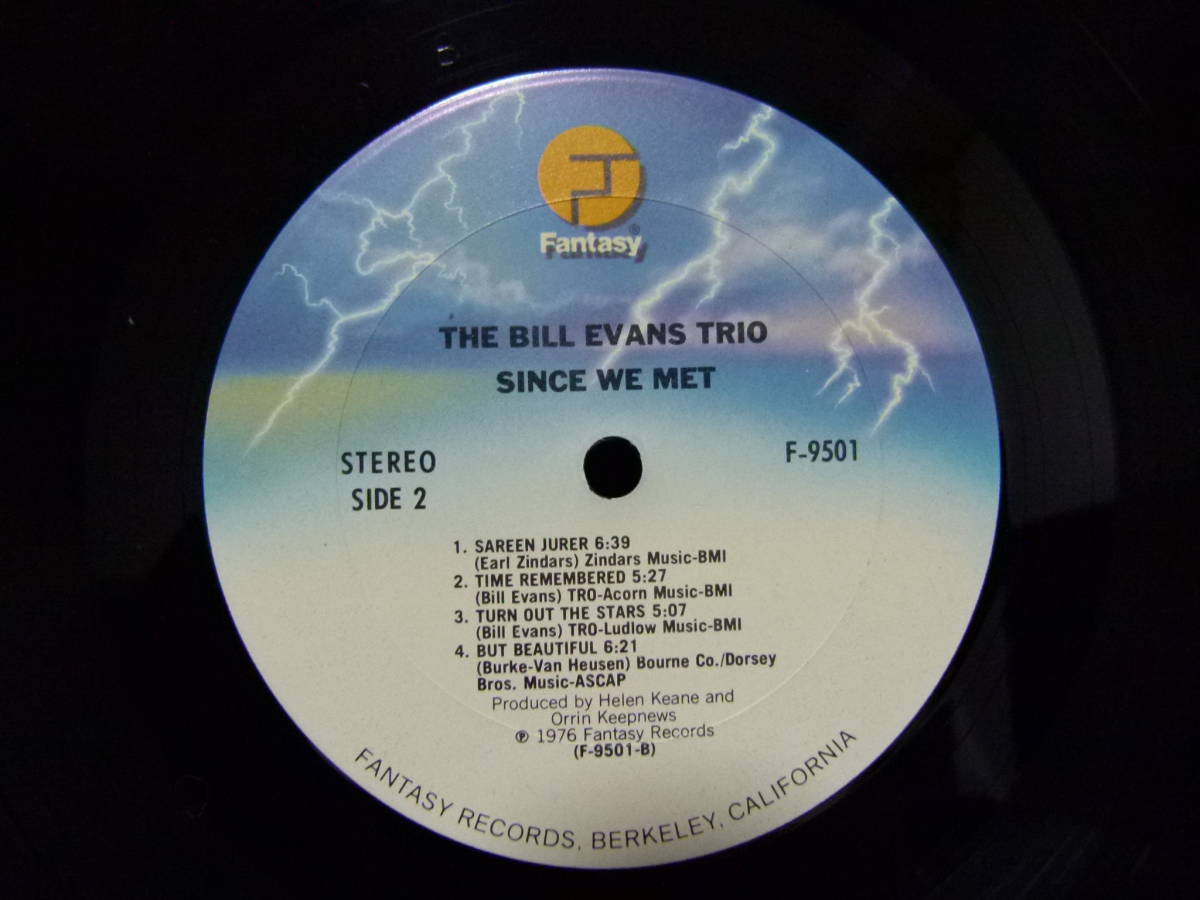 Fantasy®
THE BILL EVANS TRIO
SINCE WE MET
STEREO
SIDE 2
F-9501
1. SAREEN JURER 6:39
(Earl Zindars) Zindars Music-BMI
2. TIME REMEMBERED 5:27
(Bill Evans) TRO-Acorn Music-BMI
3. TURN OUT THE STARS 5:07
(Bill Evans) TRO-Ludlow Music-BMI
4. BUT BEAUTIFUL 6:21
(Burke-Van Heusen) Bourne Co./Dorsey
Bros. Music-ASCAP
Produced by Helen Keane and
Orrin Keepnews
℗ 1976 Fantasy Records
(F-9501-B)
FANTASY RECORDS, BERKELEY, CALIFORNIA